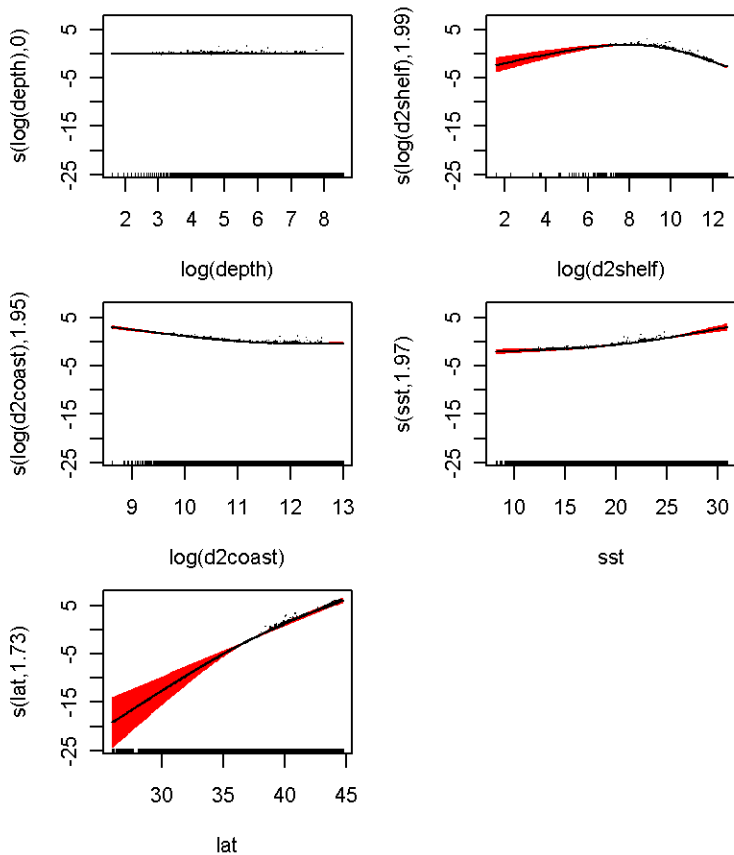 s(log(depth),0)
5
-5
-15
-25
2 3 4 5 6 7 8
log(depth)
s(log(d2shelf),1.99)
5
-5
-15
-25
2 4 6 8 10 12
log(d2shelf)
s(log(d2coast),1.95)
5
-5
-15
-25
9 10 11 12 13
log(d2coast)
s(sst,1.97)
5
-5
-15
-25
10 15 20 25 30
sst
s(lat,1.73)
5
-5
-15
-25
30 35 40 45
lat